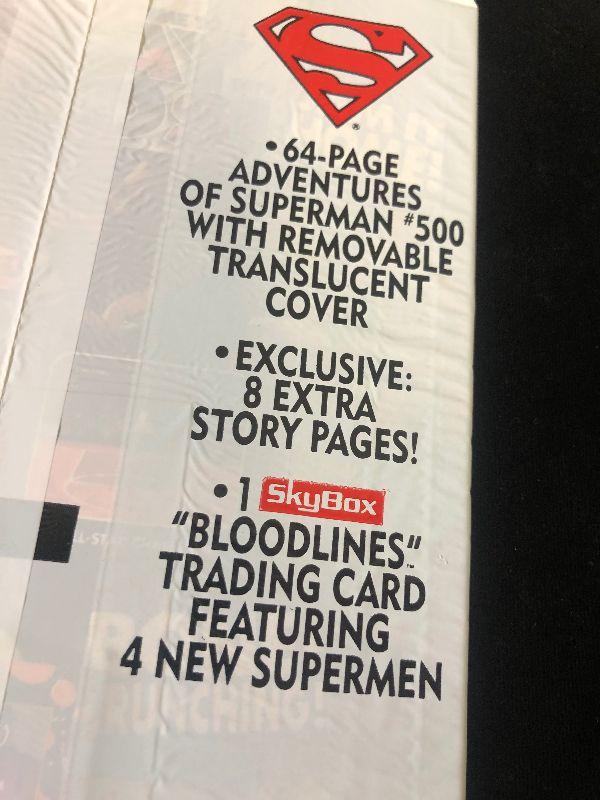 S
®
• 64-PAGE
ADVENTURES
OF SUPERMAN #500
WITH REMOVABLE
TRANSLUCENT
COVER
• EXCLUSIVE:
8 EXTRA
STORY PAGES!
• 1 SkyBox
"BLOODLINES"™
TRADING CARD
FEATURING
4 NEW SUPERMEN